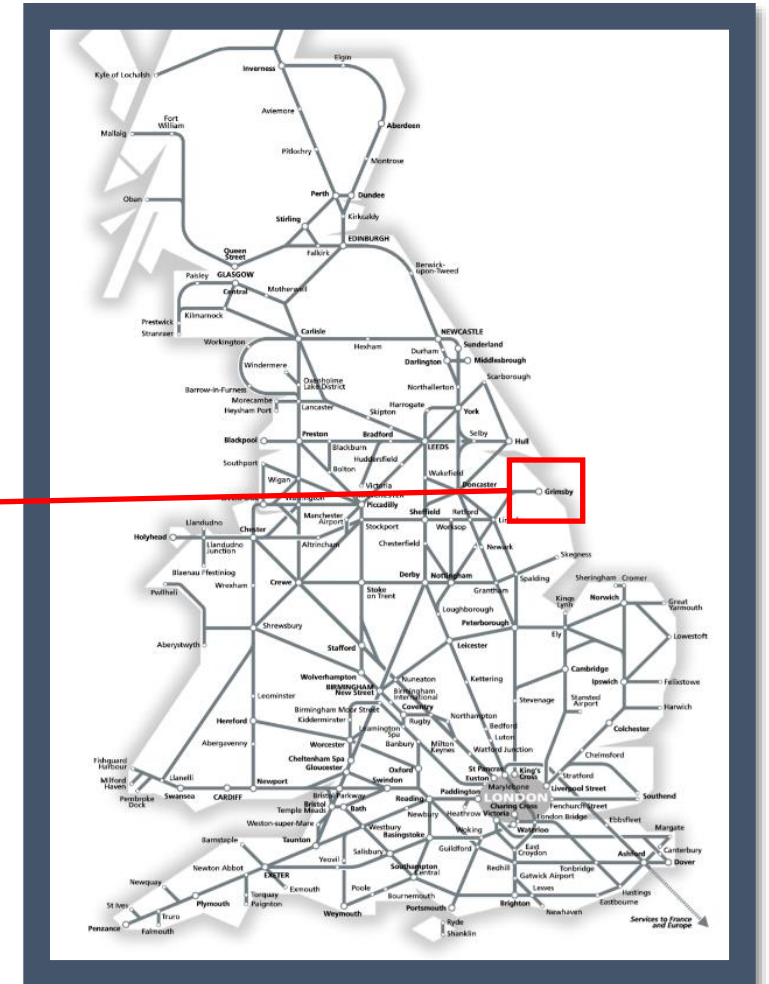 Kyle of Lochalsh
Inverness
Elgin
Aviemore
Aberdeen
Fort
William
Mallaig
Pitlochry
Montrose
Perth
Dundee
Oban
Kirkcaldy
Stirling
EDINBURGH
Falkirk
Queen
Street
GLASGOW
Central
Paisley
Motherwell
Berwick-
upon-Tweed
Prestwick
Stranraer
Kilmarnock
Carlisle
Hexham
NEWCASTLE
Sunderland
Workington
Durham
Darlington
Middlesbrough
Windermere
Oxenholme
Lake District
Scarborough
Barrow-in-Furness
Northallerton
Morecambe
Heysham Port
Lancaster
Harrogate
York
Skipton
Blackpool
Preston
Bradford
LEEDS
Selby
Hull
Blackburn
Huddersfield
Southport
Bolton
Wakefield
Wigan
Victoria
Doncaster
Grimsby
Piccadilly
Sheffield
Retford
Manchester
Airport
Stockport
Worksop
Llandudno
Chester
Holyhead
Llandudno
Junction
Altrincham
Chesterfield
Newark
Skegness
Blaenau Ffestiniog
Pwllheli
Wrexham
Crewe
Stoke
on Trent
Derby
Nottingham
Grantham
Spalding
Sheringham
Cromer
Loughborough
Kings
Lynn
Norwich
Great
Yarmouth
Aberystwyth
Shrewsbury
Stafford
Peterborough
Ely
Lowestoft
Leicester
Wolverhampton
BIRMINGHAM
New Street
Nuneaton
Birmingham
International
Kettering
Cambridge
Ipswich
Felixstowe
Leominster
Birmingham Moor Street
Coventry
Rugby
Stevenage
Stansted
Airport
Harwich
Kidderminster
Northampton
Hereford
Leamington
Spa
Bedford
Colchester
Worcester
Banbury
Milton
Keynes
Luton
Abergavenny
Watford Junction
Chelmsford
Cheltenham Spa
Gloucester
Oxford
St Pancras
Euston
King's
Cross
Stratford
Fishguard
Harbour
Milford
Haven
Llanelli
Pembroke
Dock
Swansea
CARDIFF
Newport
Swindon
Paddington
Marylebone
LONDON
Liverpool Street
Southend
Bristol Parkway
Bristol
Temple Meads
Bath
Reading
Charing Cross
Fenchurch Street
Newbury
Heathrow
Victoria
London Bridge
Ebbsfleet
Weston-super-Mare
Westbury
Basingstoke
Woking
Waterloo
Margate
Barnstaple
Taunton
Salisbury
Guildford
East
Croydon
Ashford
Canterbury
Dover
Newton Abbot
Yeovil
Southampton
Central
Redhill
Tonbridge
Gatwick Airport
EXETER
Newquay
Exmouth
Poole
Bournemouth
Lewes
Hastings
Eastbourne
St Ives
Plymouth
Torquay
Paignton
Weymouth
Portsmouth
Brighton
Newhaven
Truro
Penzance
Falmouth
Ryde
Shanklin
Services to France
and Europe